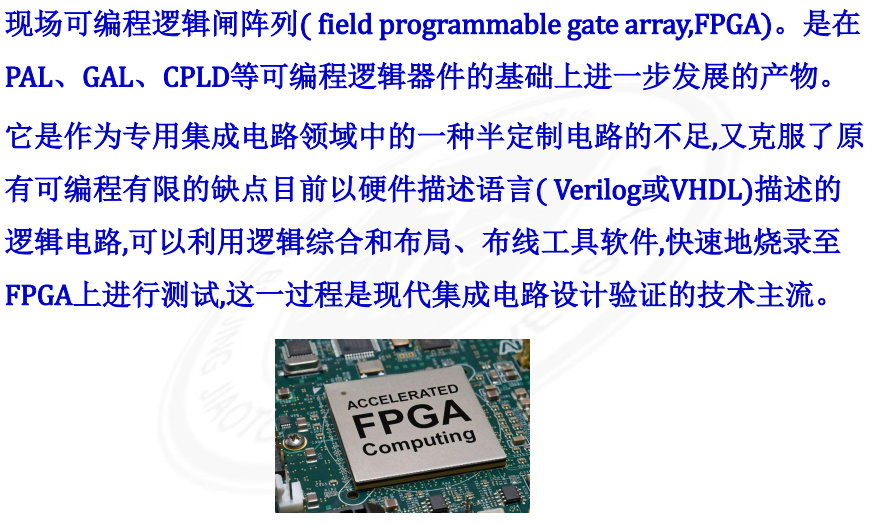 现场可编程逻辑闸阵列( field programmable gate array,FPGA)。是在
PAL、GAL、CPLD等可编程逻辑器件的基础上进一步发展的产物。
它是作为专用集成电路领域中的一种半定制电路的不足,又克服了原
有可编程有限的缺点目前以硬件描述语言( Verilog或VHDL)描述的
逻辑电路,可以利用逻辑综合和布局、布线工具软件,快速地烧录至
FPGA上进行测试,这一过程是现代集成电路设计验证的技术主流。
ACCELERATED
FPGA
Computing